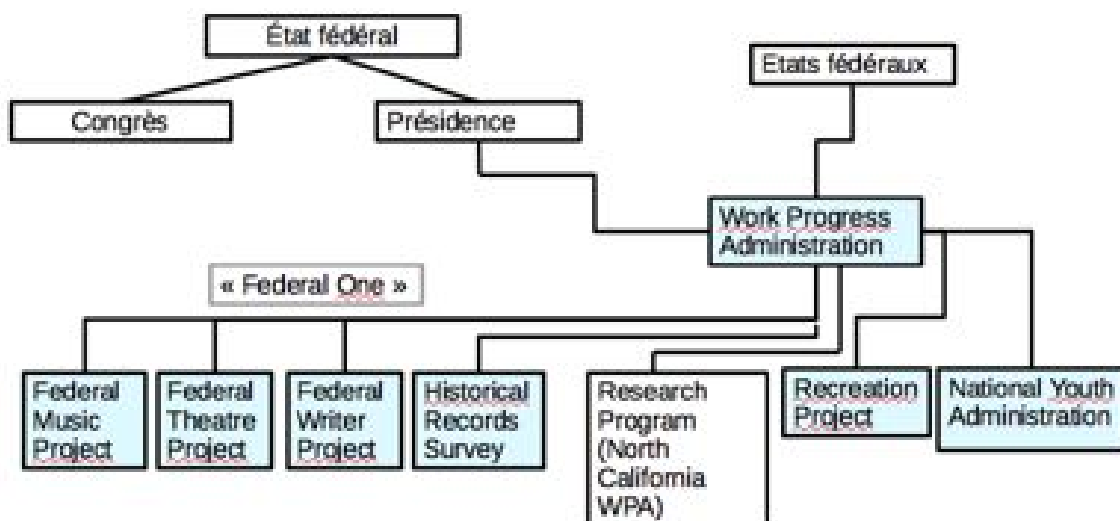 État fédéral
Etats fédéraux
Congrès
Présidence
Work Progress
Administration
« Federal One »
Federal
Music
Project
Federal
Theatre
Project
Federal
Writer
Project
Historical
Records
Survey
Research
Program
(North
California
WPA)
Recreation
Project
National Youth
Administration